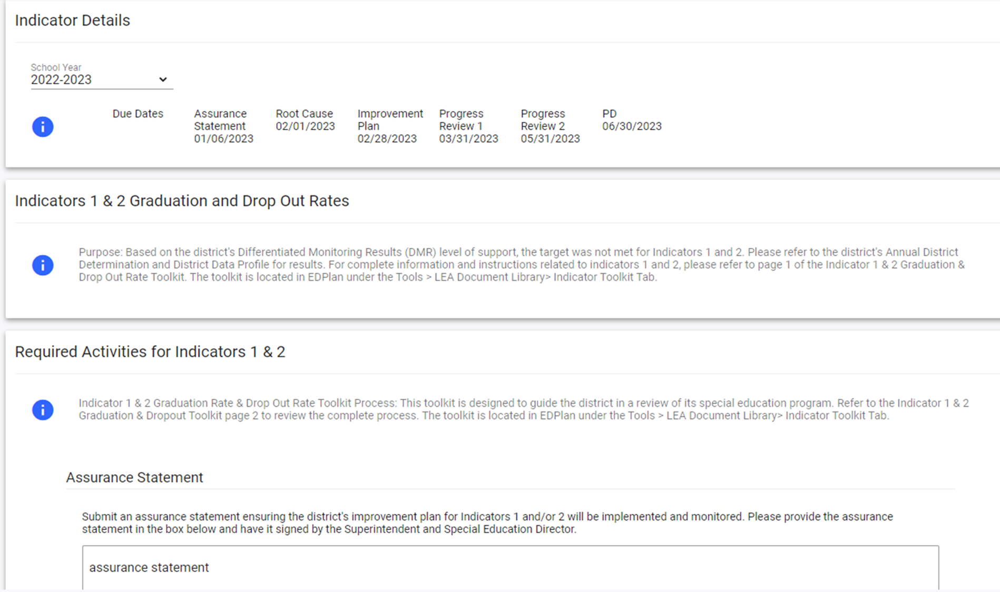 Indicator Details
School Year
2022-2023
Due Dates
Assurance
Statement
01/06/2023
Root Cause
02/01/2023
Improvement
Plan
02/28/2023
Progress
Review 1
03/31/2023
Progress
Review 2
05/31/2023
PD
06/30/2023
Indicators 1 & 2 Graduation and Drop Out Rates
Purpose: Based on the district's Differentiated Monitoring Results (DMR) level of support, the target was not met for Indicators 1 and 2. Please refer to the district's Annual District
Determination and District Data Profile for results. For complete information and instructions related to indicators 1 and 2, please refer to page 1 of the Indicator 1 & 2 Graduation &
Drop Out Rate Toolkit. The toolkit is located in EDPlan under the Tools > LEA Document Library> Indicator Toolkit Tab.
Required Activities for Indicators 1 & 2
Indicator 1 & 2 Graduation Rate & Drop Out Rate Toolkit Process: This toolkit is designed to guide the district in a review of its special education program. Refer to the Indicator 1 & 2
Graduation & Dropout Toolkit page 2 to review the complete process. The toolkit is located in EDPlan under the Tools > LEA Document Library> Indicator Toolkit Tab.
Assurance Statement
Submit an assurance statement ensuring the district's improvement plan for Indicators 1 and/or 2 will be implemented and monitored. Please provide the assurance
statement in the box below and have it signed by the Superintendent and Special Education Director.
assurance statement